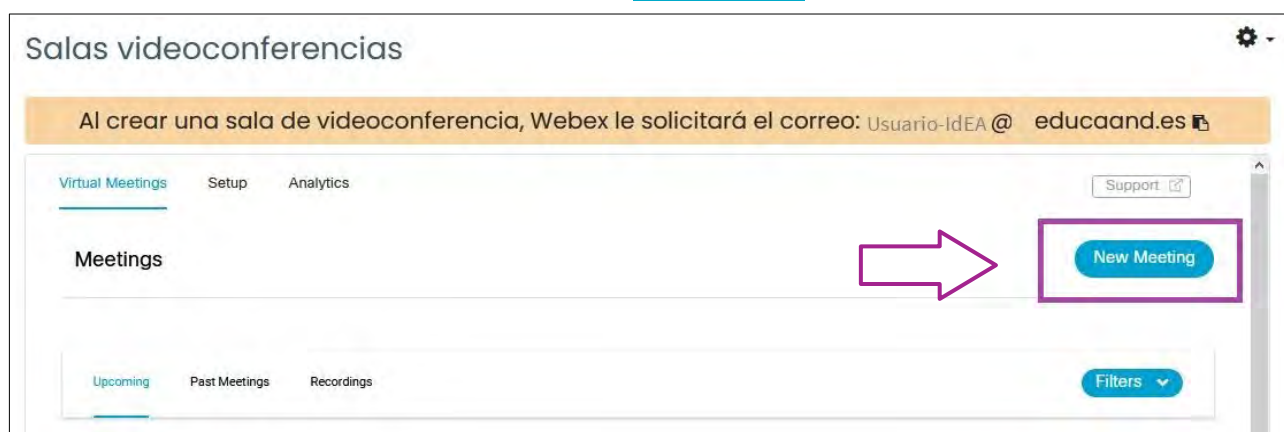 Salas videoconferencias
Al crear una sala de videoconferencia, Webex le solicitará el correo: Usuario-IdEA @ educaand.es
Virtual Meetings Setup Analytics Support
Meetings New Meeting
Upcoming Past Meetings Recordings Filters